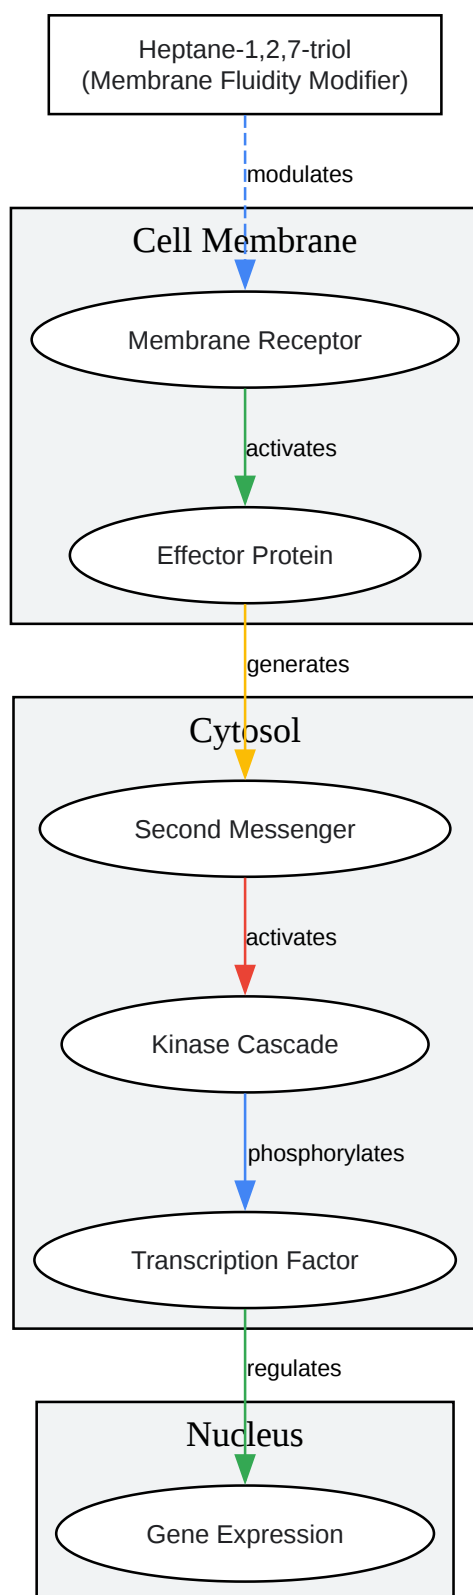 Heptane-1,2,7-triol
(Membrane Fluidity Modifier)
modulates
Cell Membrane
Membrane Receptor
activates
Effector Protein
generates
Cytosol
Second Messenger
activates
Kinase Cascade
phosphorylates
Transcription Factor
regulates
Nucleus
Gene Expression